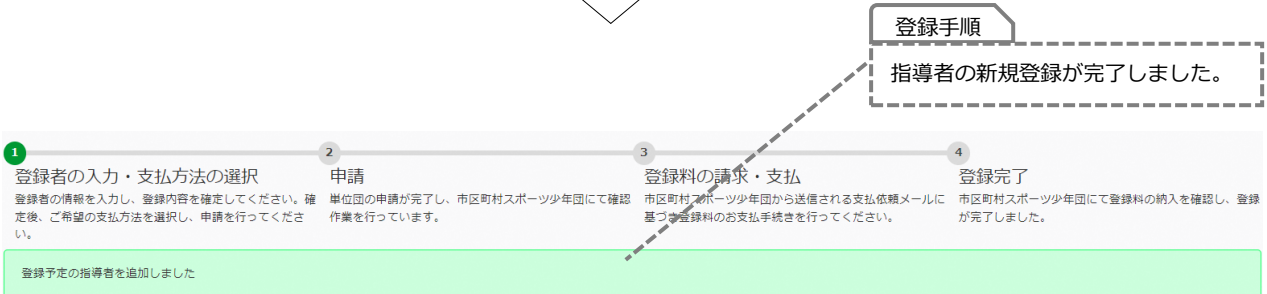 登録手順
指導者の新規登録が完了しました。
1
登録者の入力・支払方法の選択
登録者の情報を入力し、登録内容を確定してください。確
定後、ご希望の支払方法を選択し、申請を行ってくださ
い。
2
申請
単位団の申請が完了し、市区町村スポーツ少年団にて確認
作業を行っています。
3
登録料の請求・支払
市区町村スポーツ少年団から送信される支払依頼メールに
基づき登録料のお支払手続きを行ってください。
4
登録完了
市区町村スポーツ少年団にて登録料の納入を確認し、登録
が完了しました。
登録予定の指導者を追加しました